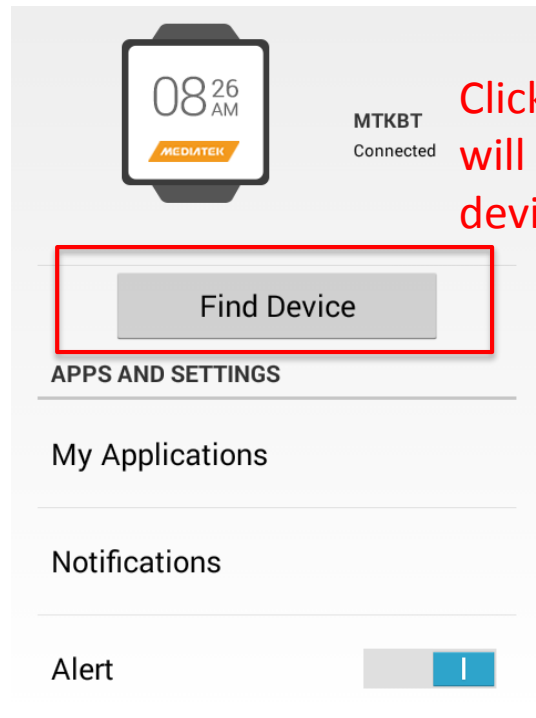 08 26
AM
MEDIATEK
MTKBT
Connected
Click
will
Find Device
APPS AND SETTINGS
My Applications
Notifications
Alert